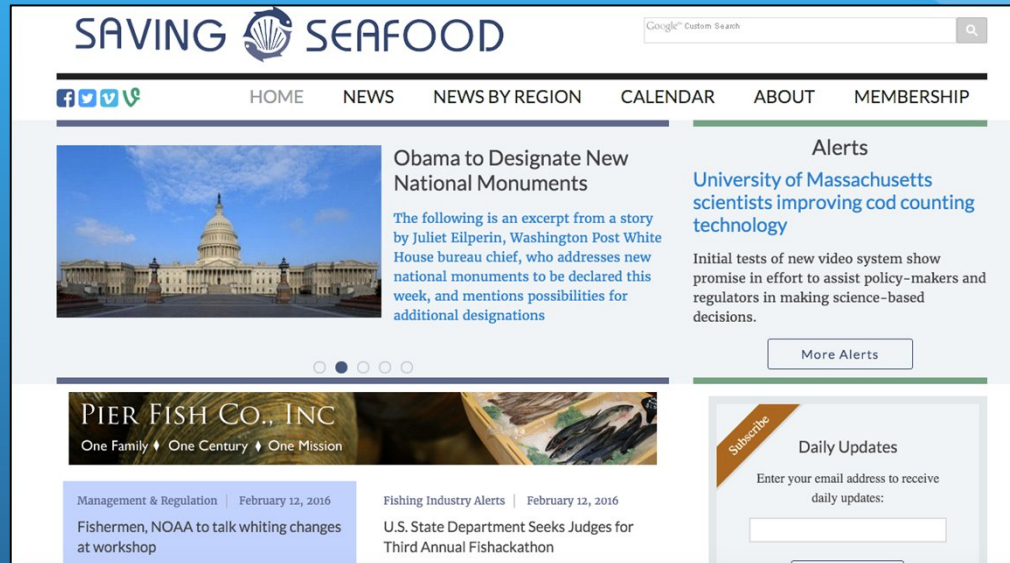 SAVING SEAFOOD
Google™ Custom Search
HOME NEWS NEWS BY REGION CALENDAR ABOUT MEMBERSHIP
Obama to Designate New
National Monuments
The following is an excerpt from a story
by Juliet Eilperin, Washington Post White
House bureau chief, who addresses new
national monuments to be declared this
week, and mentions possibilities for
additional designations
Alerts
University of Massachusetts
scientists improving cod counting
technology
Initial tests of new video system show
promise in effort to assist policy-makers and
regulators in making science-based
decisions.
More Alerts
PIER FISH CO., INC
One Family ♦ One Century ♦ One Mission
Management & Regulation | February 12, 2016
Fishermen, NOAA to talk whiting changes
at workshop
Fishing Industry Alerts | February 12, 2016
U.S. State Department Seeks Judges for
Third Annual Fishackathon
Subscribe
Daily Updates
Enter your email address to receive
daily updates: